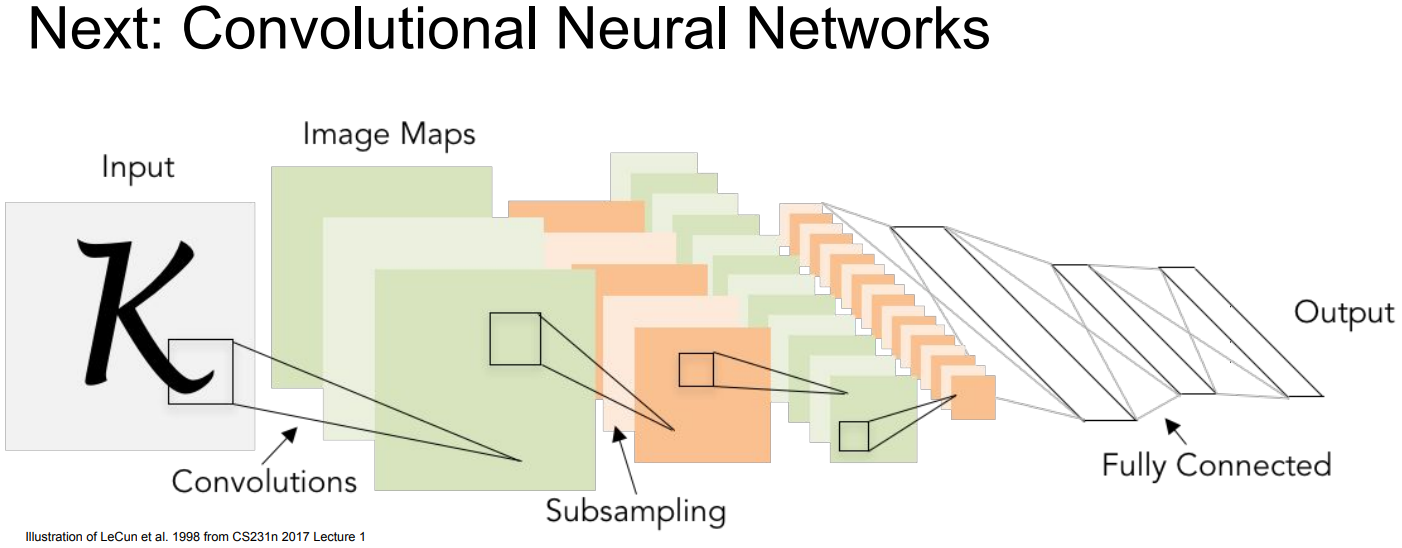 Next: Convolutional Neural Networks
Image Maps
Input
K
Output
Convolutions
Fully Connected
Subsampling
Illustration of LeCun et al. 1998 from CS231n 2017 Lecture 1